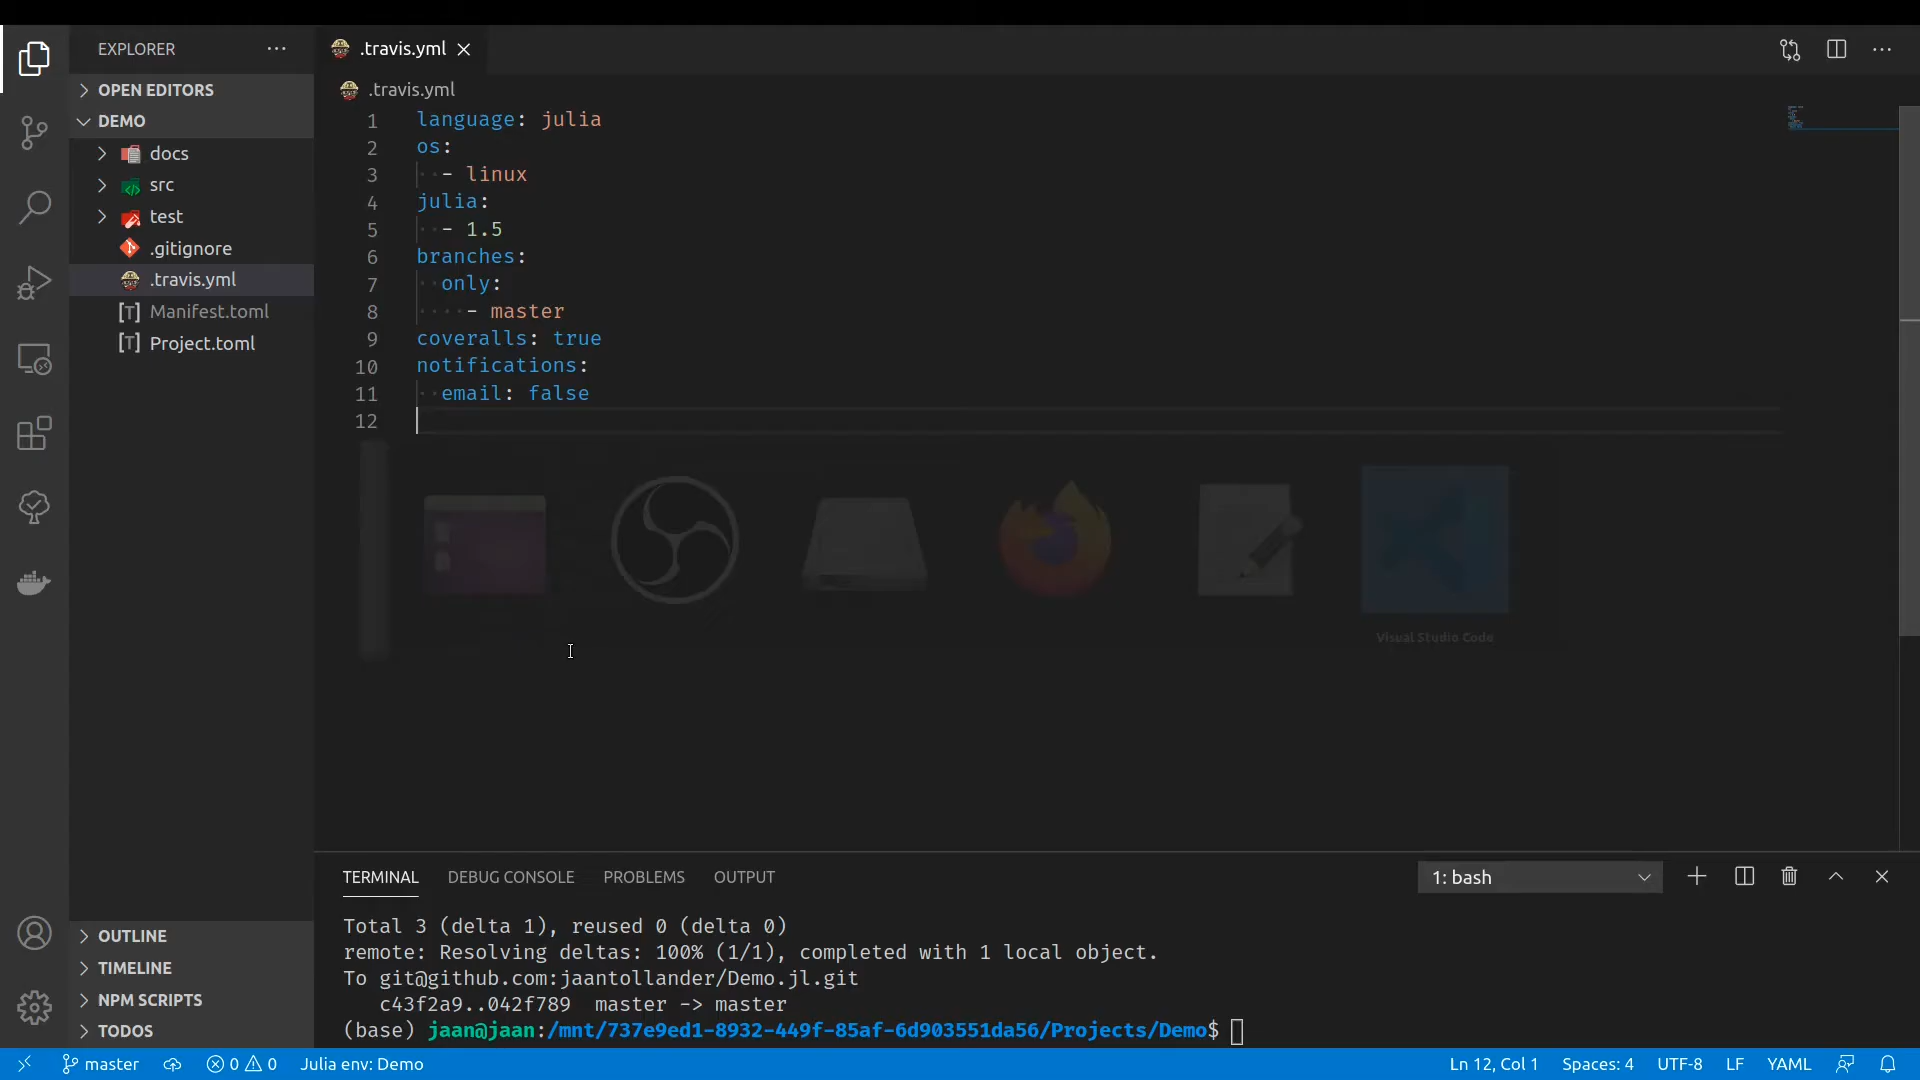 EXPLORER
OPEN EDITORS
DEMO
docs
src
test
.gitignore
.travis.yml
[T] Manifest.toml
[T] Project.toml
OUTLINE
TIMELINE
NPM SCRIPTS
TODOS
.travis.yml
.travis.yml
1 language: julia
2 os:
3 - linux
4 julia:
5 - 1.5
6 branches:
7 only:
8 - master
9 coveralls: true
10 notifications:
11 email: false
12
Visual Studio Code
TERMINAL DEBUG CONSOLE PROBLEMS OUTPUT 1: bash
Total 3 (delta 1), reused 0 (delta 0)
remote: Resolving deltas: 100% (1/1), completed with 1 local object.
To git@github.com:jaantollander/Demo.jl.git
c43f2a9..042f789 master -> master
(base) jaan@jaan:/mnt/737e9ed1-8932-449f-85af-6d903551da56/Projects/Demo$
master 0 0 Julia env: Demo Ln 12, Col 1 Spaces: 4 UTF-8 LF YAML